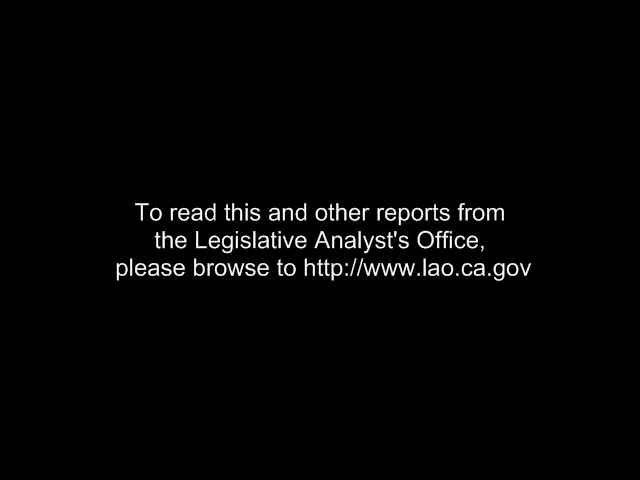 To read this and other reports from
the Legislative Analyst's Office,
please browse to http://www.lao.ca.gov